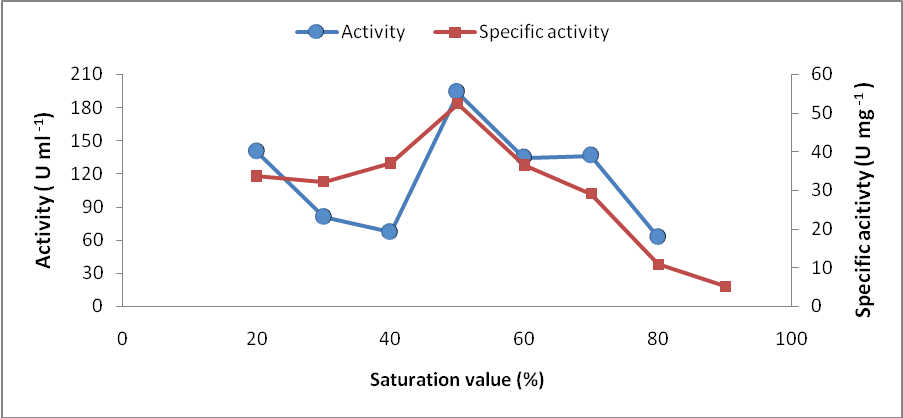 Activity Specific activity
210 60
180 50
150 40
120
90 30
60 20
30 10
0 0
0 20 40 60 80 100
Activity ( U ml -1)
Specific acitivty (U mg -1 )
Saturation value (%)